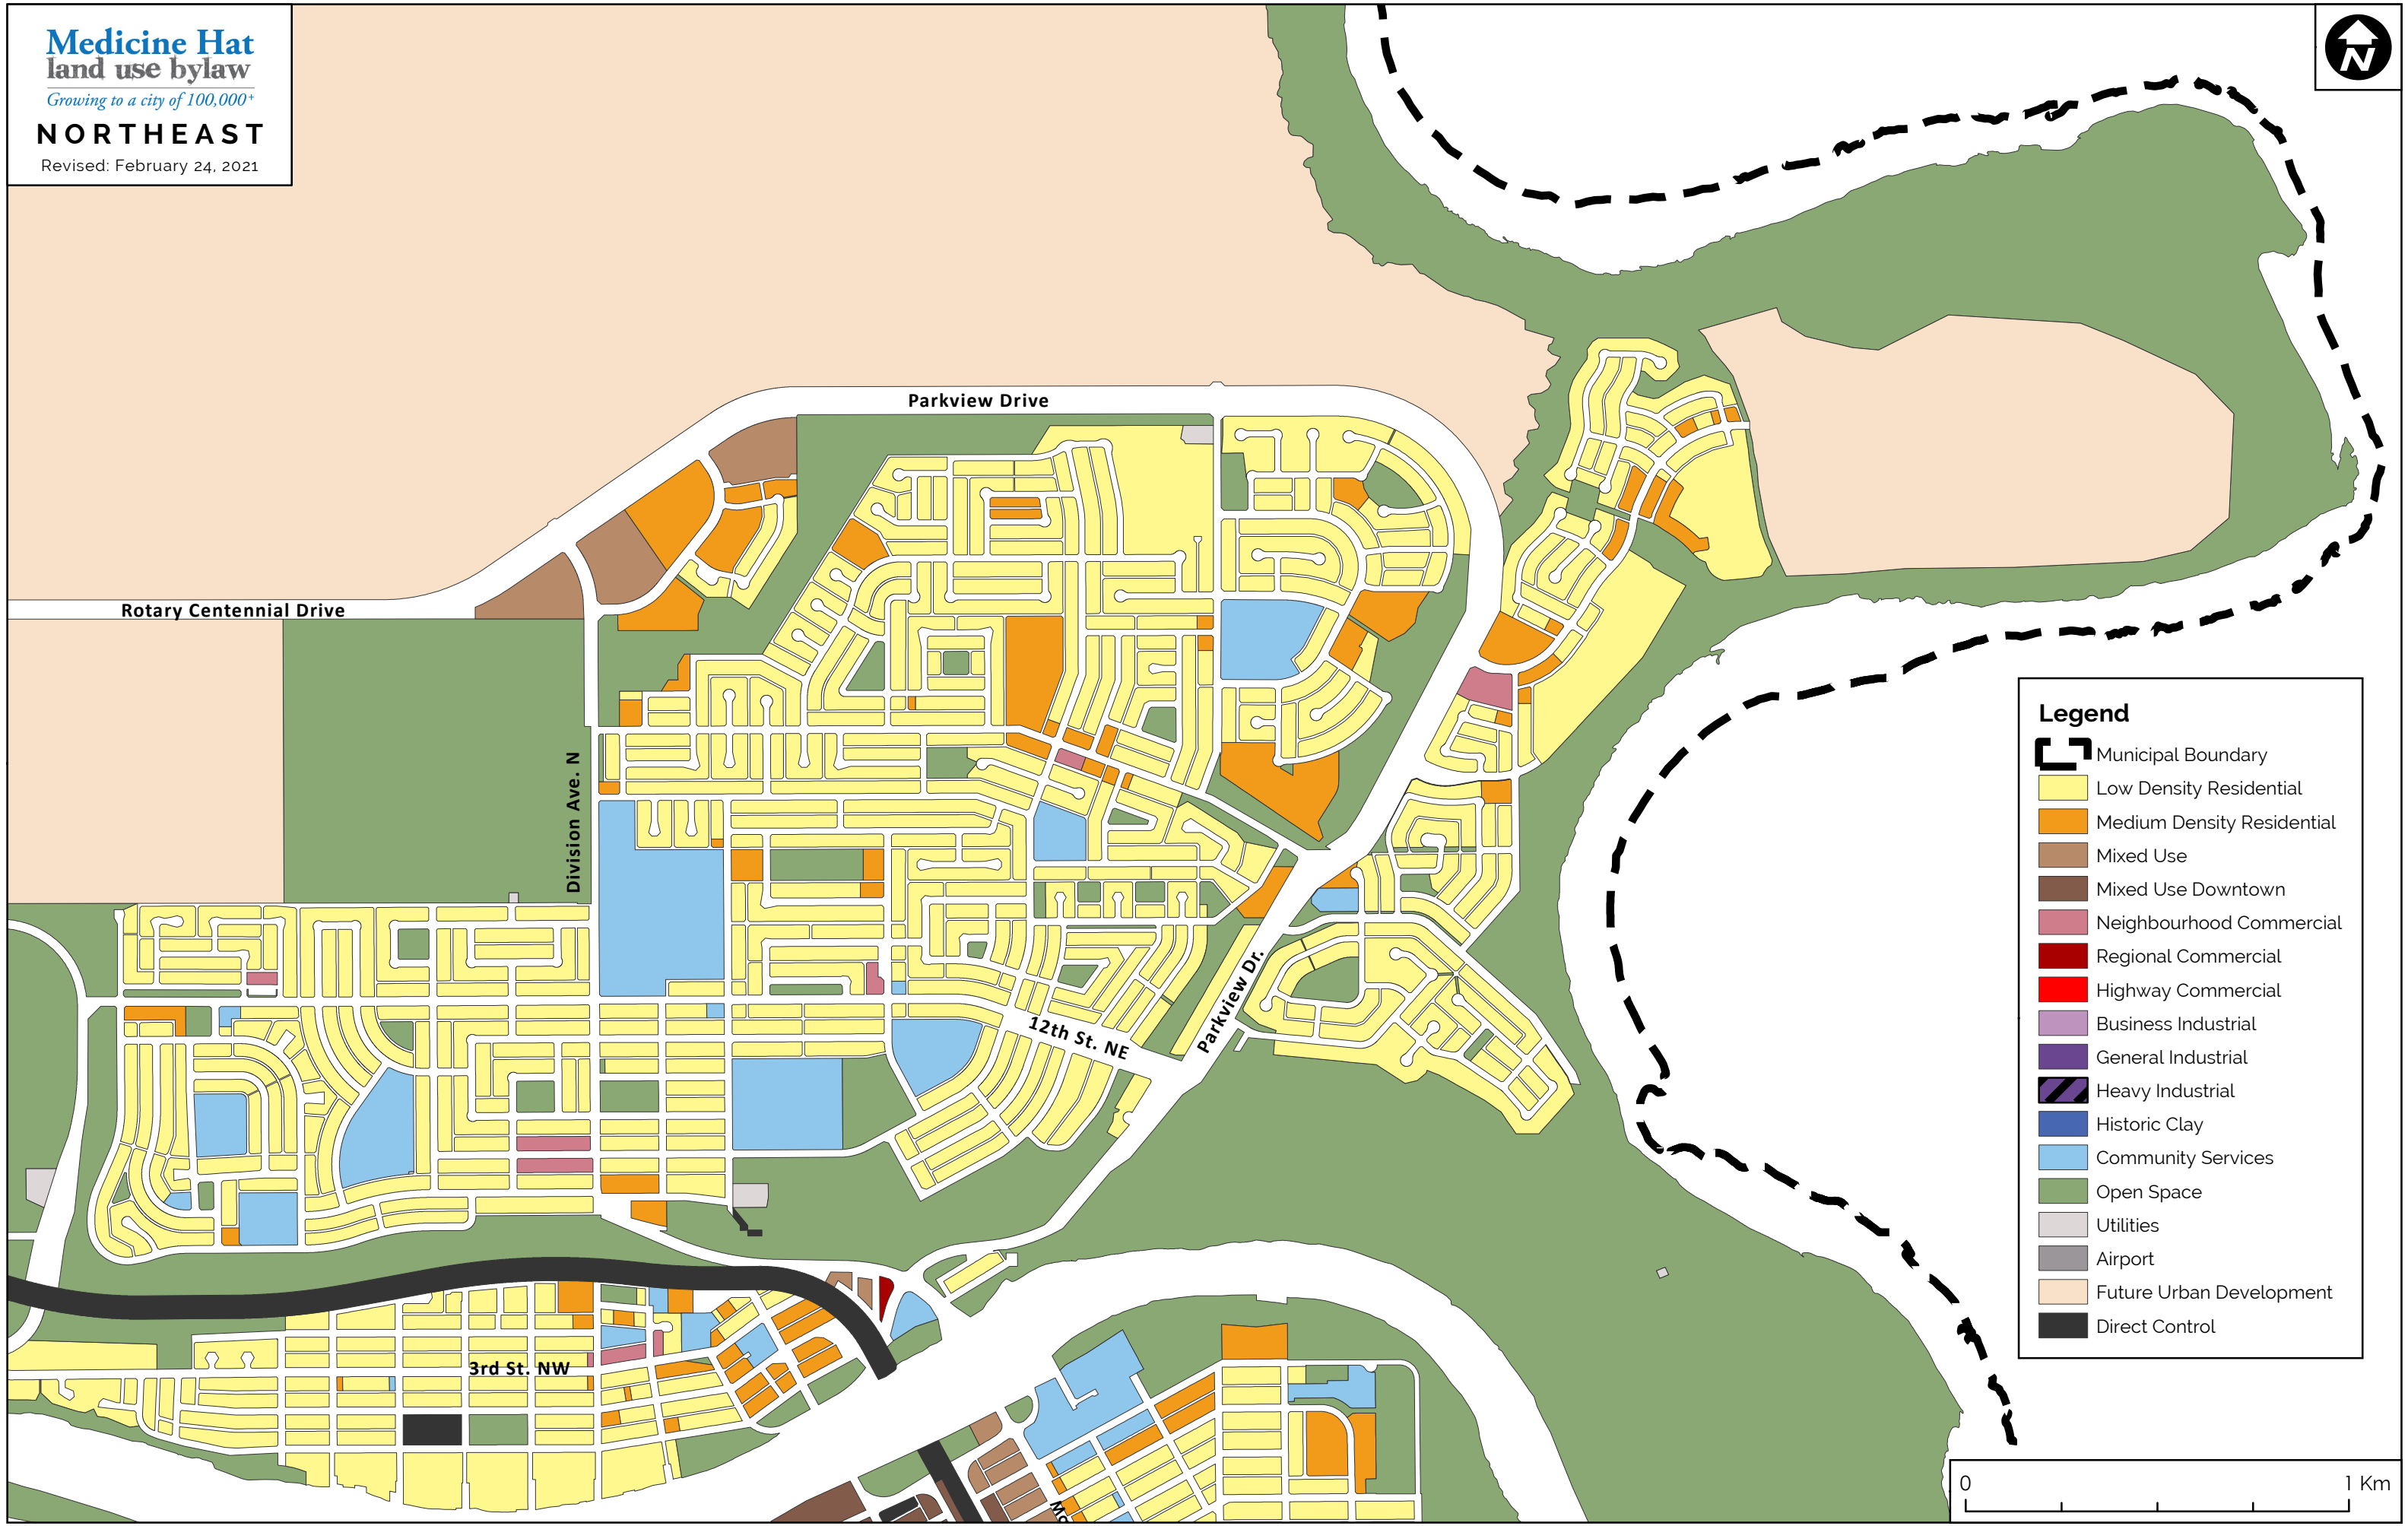 Medicine Hat
land use bylaw
Growing to a city of 100,000+
NORTHEAST
Revised: February 24, 2021
N
Parkview Drive
Rotary Centennial Drive
Division Ave. N
12th St. NE
Parkview Dr.
3rd St. NW
Legend
Municipal Boundary
Low Density Residential
Medium Density Residential
Mixed Use
Mixed Use Downtown
Neighbourhood Commercial
Regional Commercial
Highway Commercial
Business Industrial
General Industrial
Heavy Industrial
Historic Clay
Community Services
Open Space
Utilities
Airport
Future Urban Development
Direct Control
0 1 Km